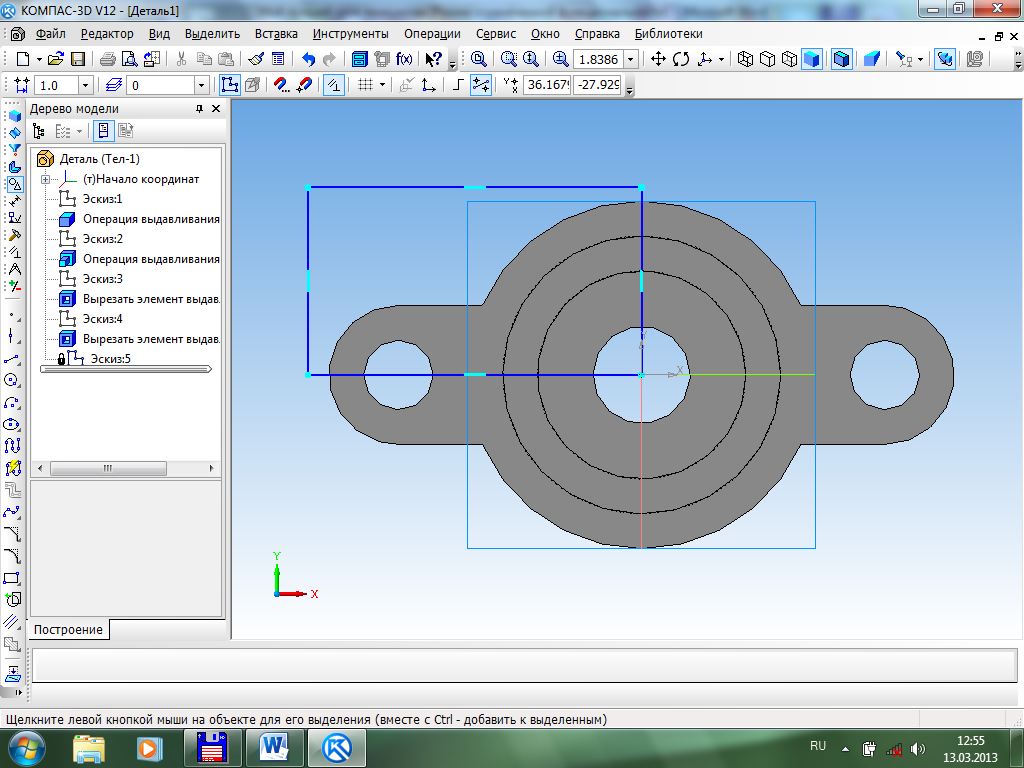 КОМПАС-3D V12 - [Деталь1]
Файл Редактор Вид Выделить Вставка Инструменты Операции Сервис Окно Справка Библиотеки
f(x) 1.8386
1.0 0 36.167 -27.929
Дерево модели
Деталь (Тел-1)
(т)Начало координат
Эскиз:1
Операция выдавливания
Эскиз:2
Операция выдавливания
Эскиз:3
Вырезать элемент выдав.
Эскиз:4
Вырезать элемент выдав.
Эскиз:5
Y
X
Y
X
Построение
Щелкните левой кнопкой мыши на объекте для его выделения (вместе с Ctrl - добавить к выделенным)
RU
12:55
13.03.2013